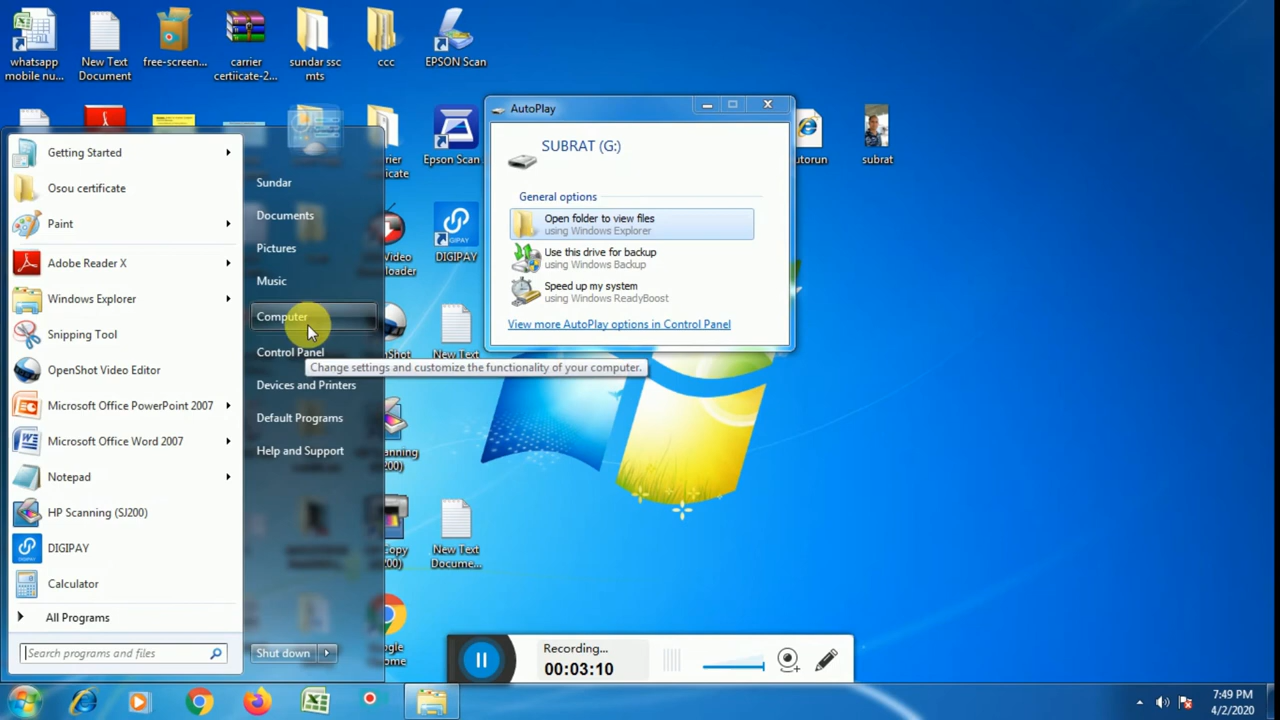 whatsapp
mobile nu...
New Text
Document
free-screen...
carrier
certiicate-2...
sundar ssc
mts
ccc
EPSON Scan
Epson Scan
DIGIPAY
New Text
New Text
Docume...
utorun
subrat
Getting Started
Osou certificate
Paint
Adobe Reader X
Windows Explorer
Snipping Tool
OpenShot Video Editor
Microsoft Office PowerPoint 2007
Microsoft Office Word 2007
Notepad
HP Scanning (SJ200)
DIGIPAY
Calculator
All Programs
Search programs and files
Sundar
Documents
Pictures
Music
Computer
Control Panel
Devices and Printers
Default Programs
Help and Support
Shut down
Change settings and customize the functionality of your computer.
AutoPlay
SUBRAT (G:)
General options
Open folder to view files
using Windows Explorer
Use this drive for backup
using Windows Backup
Speed up my system
using Windows ReadyBoost
View more AutoPlay options in Control Panel
Recording...
00:03:10
7:49 PM
4/2/2020